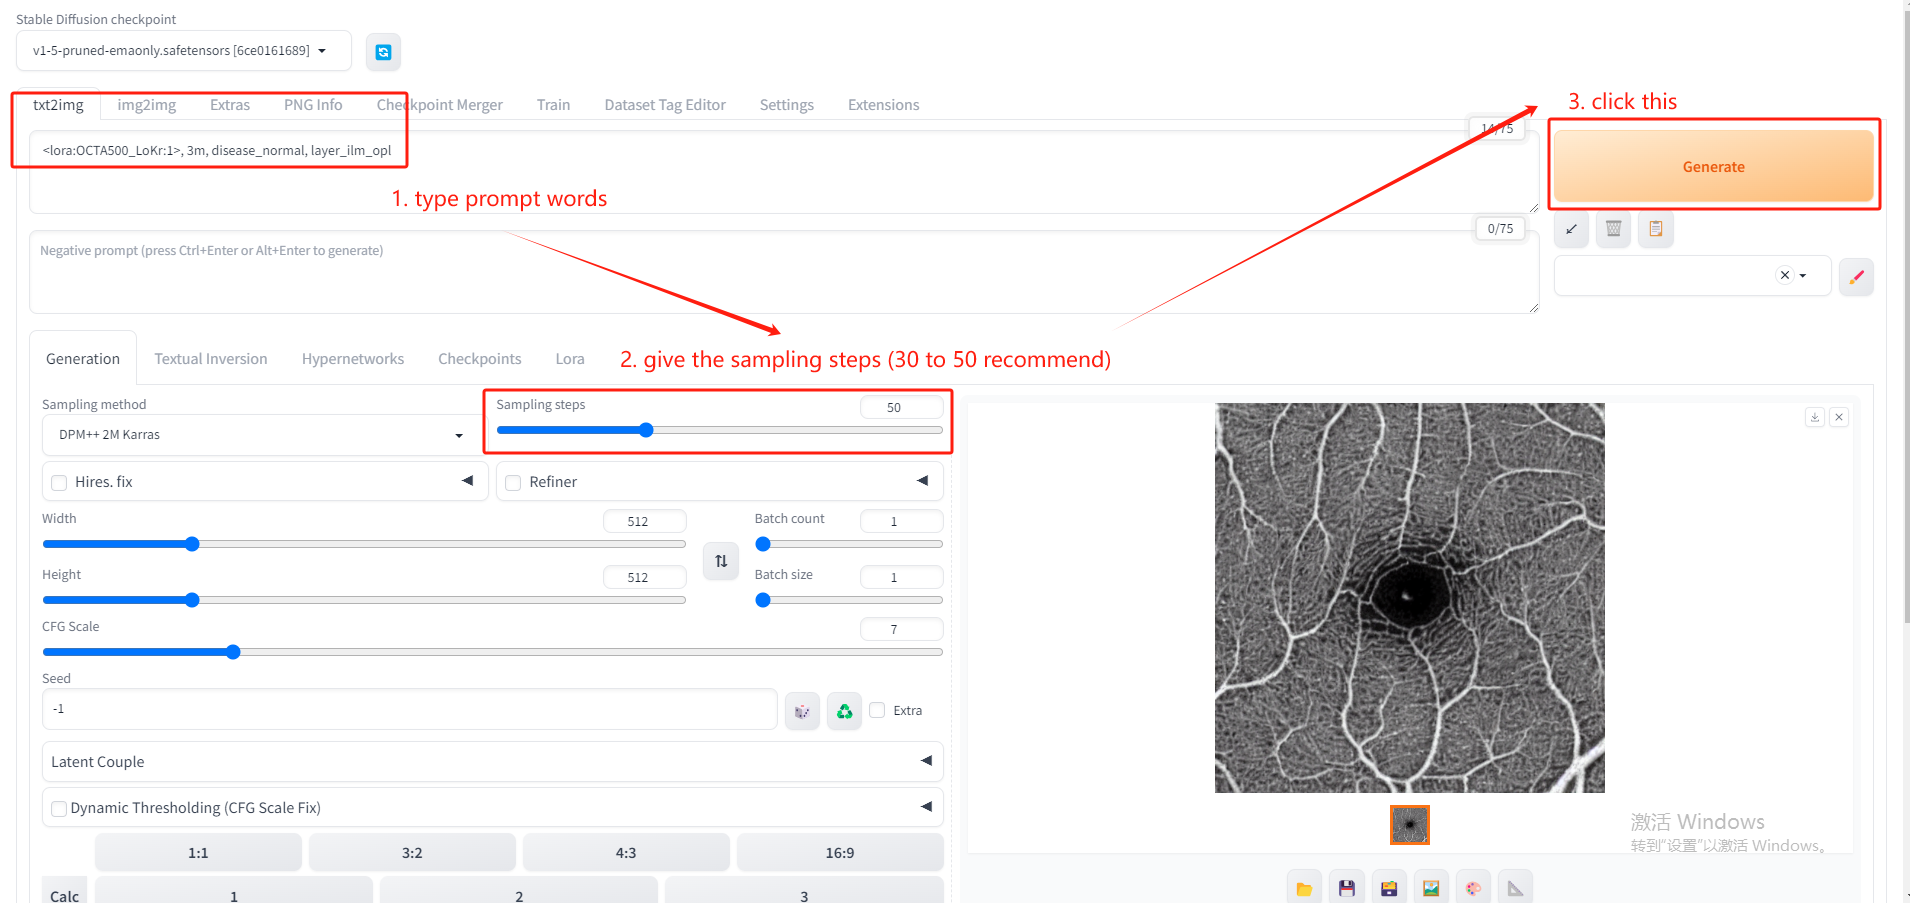 Stable Diffusion checkpoint
v1-5-pruned-emaonly.safetensors [6ce0161689]
txt2img img2img Extras PNG Info Checkpoint Merger Train Dataset Tag Editor Settings Extensions
3. click this
14/75
<lora:OCTA500_LoKr:1>, 3m, disease_normal, layer_ilm_opl
Generate
1. type prompt words
0/75
Negative prompt (press Ctrl+Enter or Alt+Enter to generate)
Generation Textual Inversion Hypernetworks Checkpoints Lora
2. give the sampling steps (30 to 50 recommend)
Sampling method
DPM++ 2M Karras
Sampling steps 50
Hires. fix
Refiner
Width 512
Batch count 1
Height 512
Batch size 1
CFG Scale 7
Seed
-1
Extra
Latent Couple
Dynamic Thresholding (CFG Scale Fix)
1:1 3:2 4:3 16:9
Calc 1 2 3
激活 Windows
转到“设置”以激活 Windows。